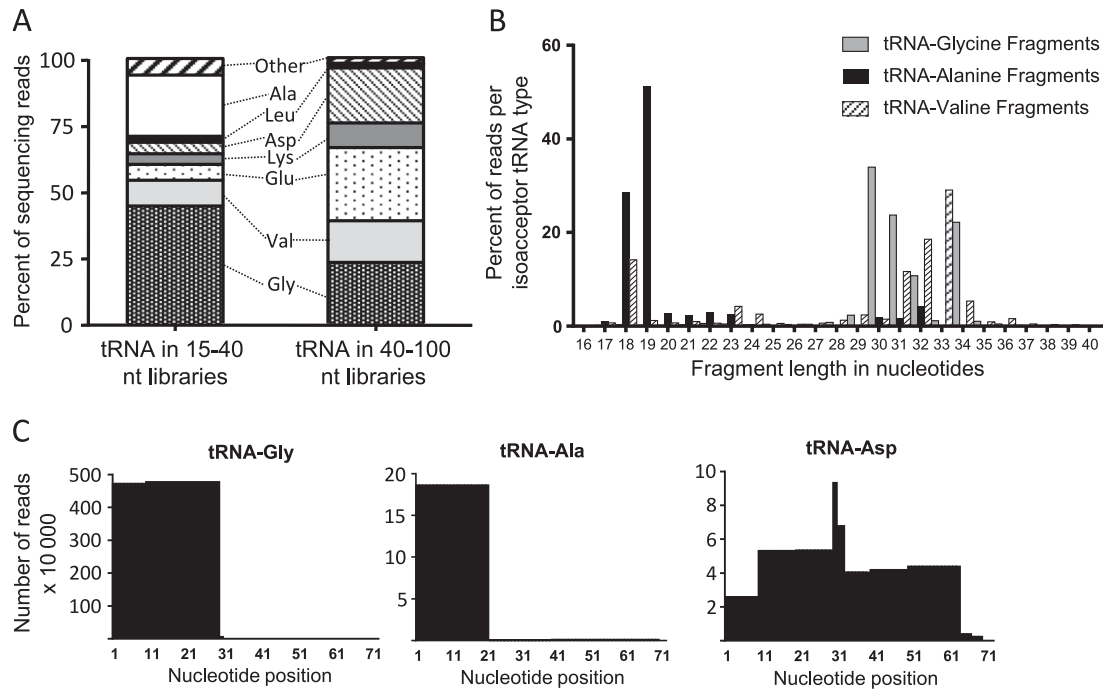 A
Percent of sequencing reads
100
75
50
25
0
Other
Ala
Leu
Asp
Lys
Glu
Val
Gly
tRNA in 15-40
nt libraries
tRNA in 40-100
nt libraries
B
Percent of reads per
isoacceptor tRNA type
60
40
20
0
tRNA-Glycine Fragments
tRNA-Alanine Fragments
tRNA-Valine Fragments
16 17 18 19 20 21 22 23 24 25 26 27 28 29 30 31 32 33 34 35 36 37 38 39 40
Fragment length in nucleotides
C
Number of reads
x 10 000
tRNA-Gly
500
400
300
200
100
1 11 21 31 41 51 61 71
Nucleotide position
tRNA-Ala
20
15
10
5
1 11 21 31 41 51 61 71
Nucleotide position
tRNA-Asp
10
8
6
4
2
1 11 21 31 41 51 61 71
Nucleotide position